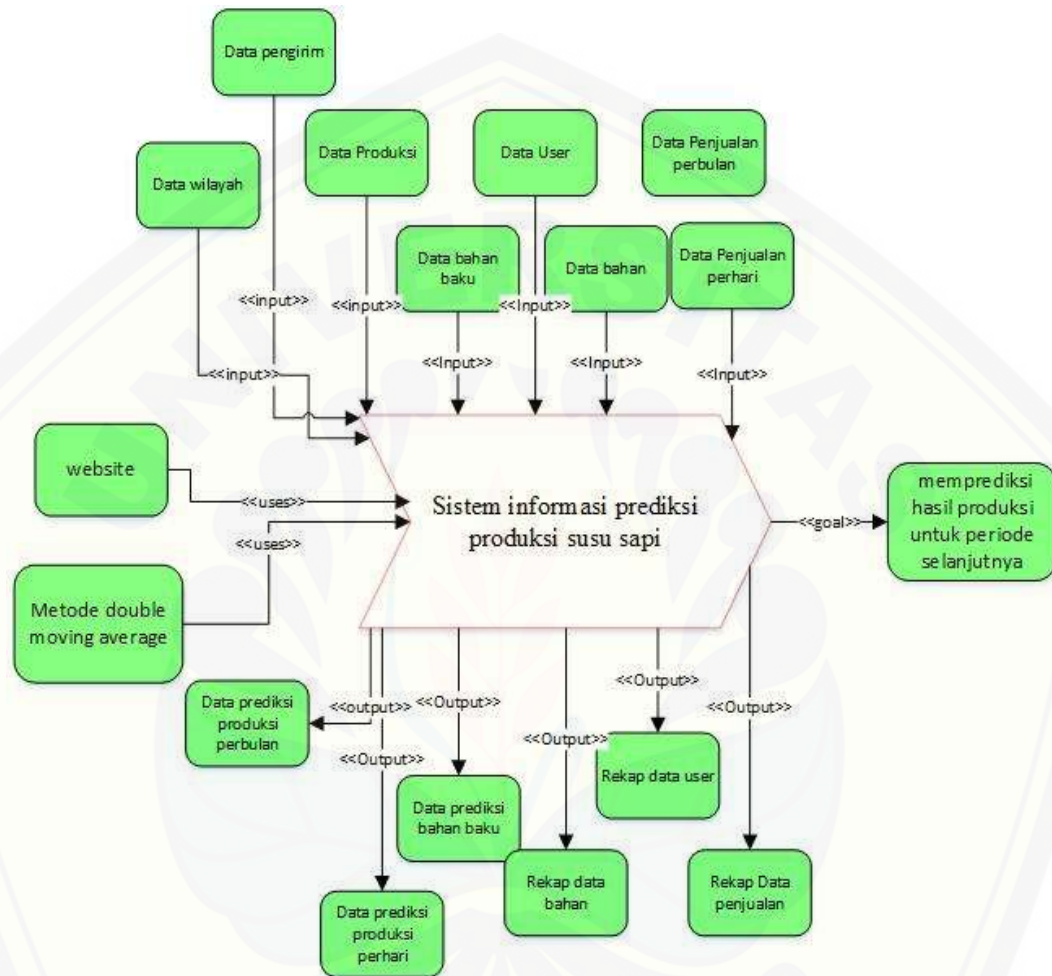 Data pengirim
Data Produksi
Data User
Data Penjualan
perbulan
Data wilayah
Data bahan
baku
Data bahan
Data Penjualan
perhari
<<input>>
<<input>>
<<Input>>
<<Input>>
<<Input>>
<<Input>>
<<input>>
website
<<uses>>
<<uses>>
Metode double
moving average
Sistem informasi prediksi
produksi susu sapi
<<goal>>
memprediksi
hasil produksi
untuk periode
selanjutnya
<<output>>
<<Output>>
<<Output>>
<<Output>>
<<Output>>
<<Output>>
Data prediksi
produksi
perbulan
Rekap data user
Data prediksi
bahan baku
Rekap data
bahan
Rekap Data
penjualan
Data prediksi
produksi
perhari
UNIVERSITAS